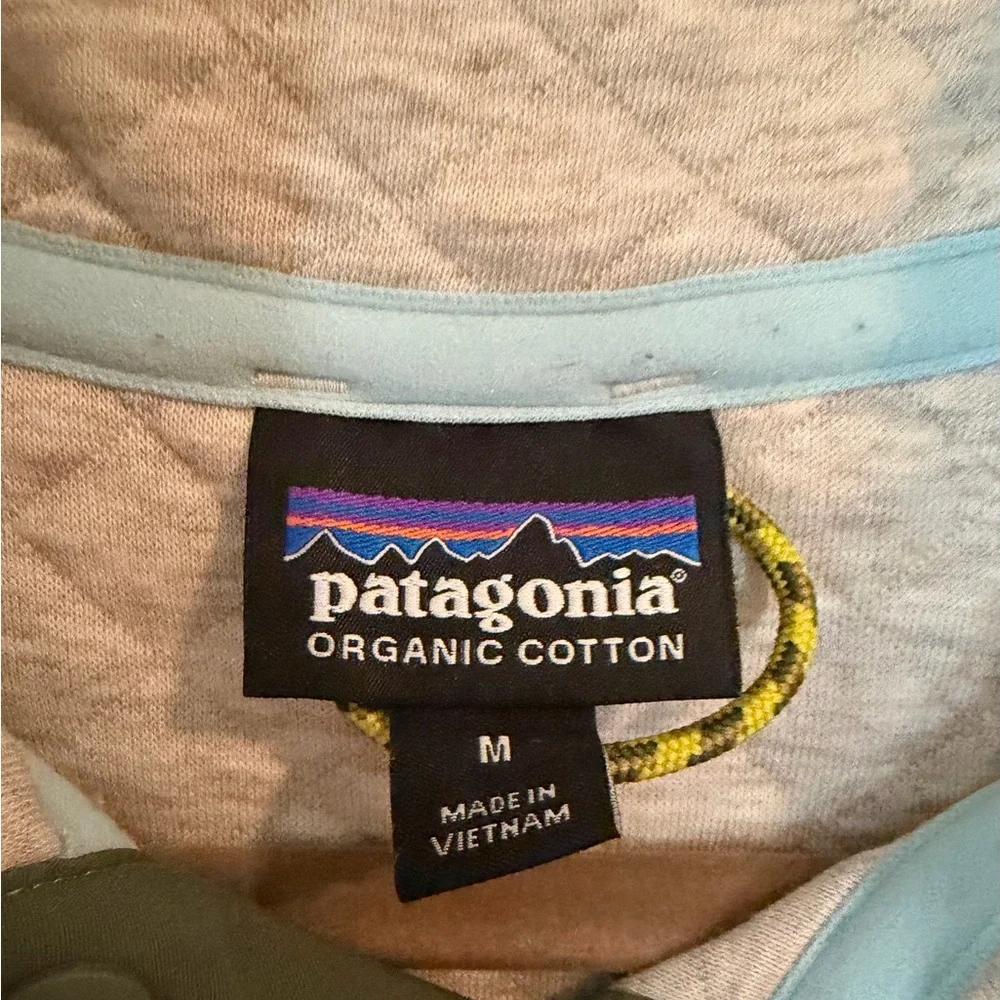 patagonia®
ORGANIC COTTON
M
MADE IN
VIETNAM